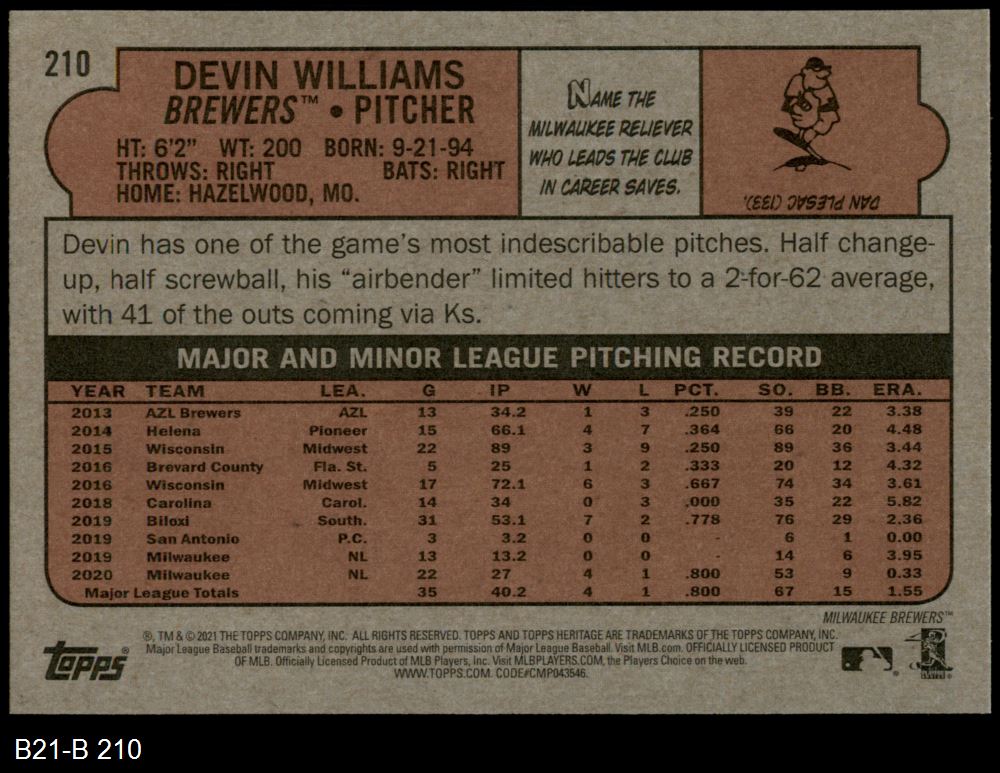 210
DEVIN WILLIAMS
BREWERS™ • PITCHER
HT: 6'2" WT: 200 BORN: 9-21-94
THROWS: RIGHT BATS: RIGHT
HOME: HAZELWOOD, MO.
NAME THE
MILWAUKEE RELIEVER
WHO LEADS THE CLUB
IN CAREER SAVES.
DAN PLESAC (133).
Devin has one of the game's most indescribable pitches. Half change-
up, half screwball, his "airbender" limited hitters to a 2-for-62 average,
with 41 of the outs coming via Ks.
MAJOR AND MINOR LEAGUE PITCHING RECORD
YEAR TEAM LEA. G IP W L PCT. SO. BB. ERA.
2013 AZL Brewers AZL 13 34.2 1 3 .250 39 22 3.38
2014 Helena Pioneer 15 66.1 4 7 .364 66 20 4.48
2015 Wisconsin Midwest 22 89 3 9 .250 89 36 3.44
2016 Brevard County Fla. St. 5 25 1 2 .333 20 12 4.32
2016 Wisconsin Midwest 17 72.1 6 3 .667 74 34 3.61
2018 Carolina Carol. 14 34 0 3 .000 35 22 5.82
2019 Biloxi South. 31 53.1 7 2 .778 76 29 2.36
2019 San Antonio P.C. 3 3.2 0 0 - 6 1 0.00
2019 Milwaukee NL 13 13.2 0 0 - 14 6 3.95
2020 Milwaukee NL 22 27 4 1 .800 53 9 0.33
Major League Totals 35 40.2 4 1 .800 67 15 1.55
MILWAUKEE BREWERS™
®, TM & © 2021 THE TOPPS COMPANY, INC. ALL RIGHTS RESERVED. TOPPS AND TOPPS HERITAGE ARE TRADEMARKS OF THE TOPPS COMPANY, INC.
Major League Baseball trademarks and copyrights are used with permission of Major League Baseball. Visit MLB.com. OFFICIALLY LICENSED PRODUCT
OF MLB. Officially Licensed Product of MLB Players, Inc. Visit MLBPLAYERS.COM, the Players Choice on the web.
WWW.TOPPS.COM. CODE#CMP043546.
topps®
B21-B 210